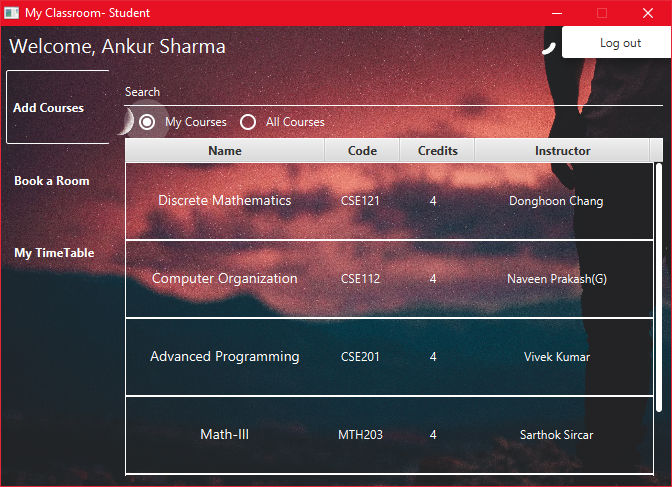 My Classroom- Student
Welcome, Ankur Sharma
Log out
Add Courses
Book a Room
My TimeTable
Search
My Courses All Courses
Name Code Credits Instructor
Discrete Mathematics CSE121 4 Donghoon Chang
Computer Organization CSE112 4 Naveen Prakash(G)
Advanced Programming CSE201 4 Vivek Kumar
Math-III MTH203 4 Sarthok Sircar